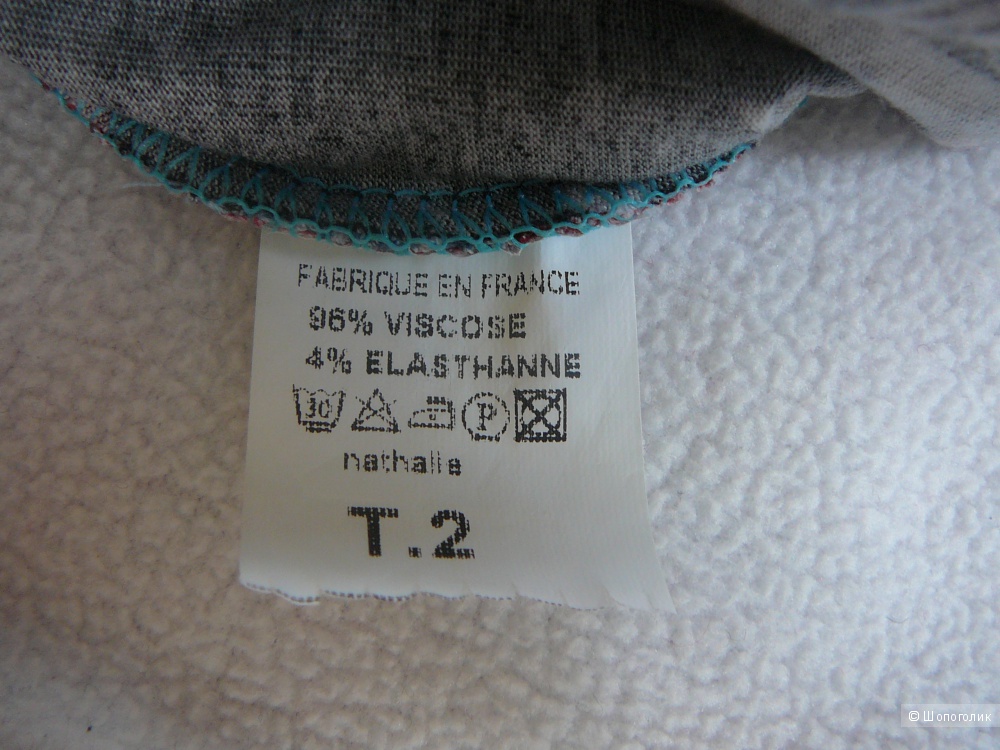 FABRIQUE EN FRANCE
96% VISCOSE
4% ELASTHANNE
30 P
nathalie
T.2
© Шопоголик